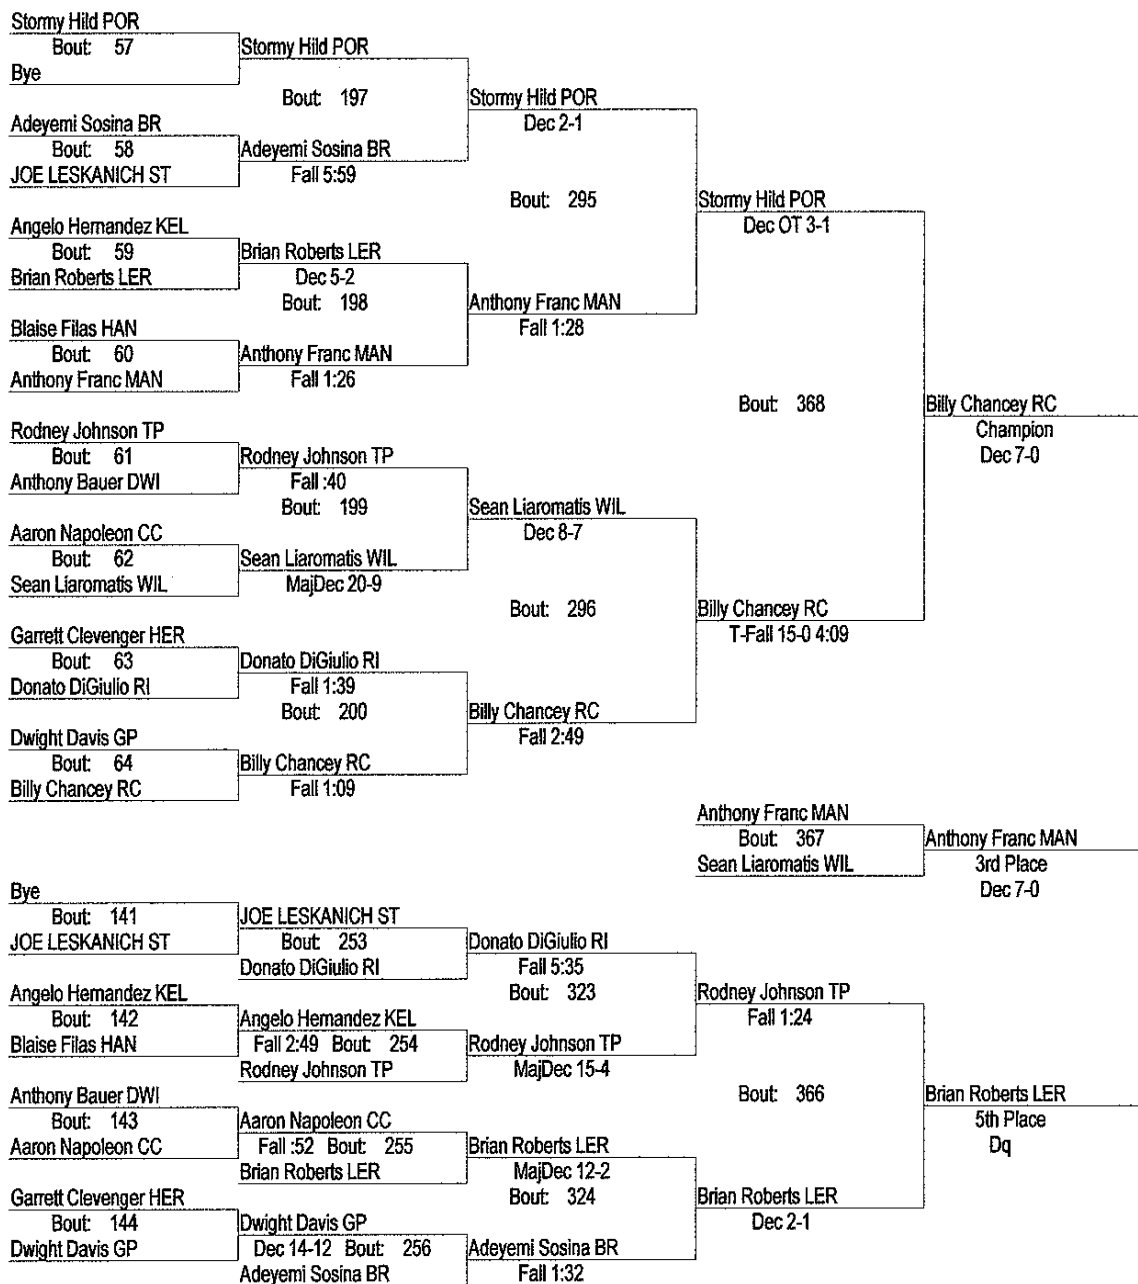 Stormy Hild POR
Bout: 57
Stormy Hild POR
Bye
Bout: 197
Stormy Hild POR
Dec 2-1
Adeyemi Sosina BR
Bout: 58
Adeyemi Sosina BR
JOE LESKANICH ST
Fall 5:59
Bout: 295
Stormy Hild POR
Dec OT 3-1
Angelo Hernandez KEL
Bout: 59
Brian Roberts LER
Brian Roberts LER
Dec 5-2
Bout: 198
Anthony Franc MAN
Fall 1:28
Blaise Filas HAN
Bout: 60
Anthony Franc MAN
Anthony Franc MAN
Fall 1:26
Bout: 368
Billy Chancey RC
Champion
Dec 7-0
Rodney Johnson TP
Bout: 61
Rodney Johnson TP
Anthony Bauer DWI
Fall :40
Bout: 199
Sean Liaromatis WIL
Dec 8-7
Aaron Napoleon CC
Bout: 62
Sean Liaromatis WIL
Sean Liaromatis WIL
MajDec 20-9
Bout: 296
Billy Chancey RC
T-Fall 15-0 4:09
Garrett Clevenger HER
Bout: 63
Donato DiGiulio RI
Donato DiGiulio RI
Fall 1:39
Bout: 200
Billy Chancey RC
Fall 2:49
Dwight Davis GP
Bout: 64
Billy Chancey RC
Billy Chancey RC
Fall 1:09
Anthony Franc MAN
Bout: 367
Anthony Franc MAN
Sean Liaromatis WIL
3rd Place
Dec 7-0
Bye
Bout: 141
JOE LESKANICH ST
JOE LESKANICH ST
Bout: 253
Donato DiGiulio RI
Donato DiGiulio RI
Fall 5:35
Bout: 323
Rodney Johnson TP
Fall 1:24
Angelo Hernandez KEL
Bout: 142
Angelo Hernandez KEL
Blaise Filas HAN
Fall 2:49 Bout: 254
Rodney Johnson TP
Rodney Johnson TP
MajDec 15-4
Bout: 366
Brian Roberts LER
5th Place
Dq
Anthony Bauer DWI
Bout: 143
Aaron Napoleon CC
Aaron Napoleon CC
Fall :52 Bout: 255
Brian Roberts LER
Brian Roberts LER
MajDec 12-2
Bout: 324
Brian Roberts LER
Dec 2-1
Garrett Clevenger HER
Bout: 144
Dwight Davis GP
Dwight Davis GP
Dec 14-12 Bout: 256
Adeyemi Sosina BR
Adeyemi Sosina BR
Fall 1:32